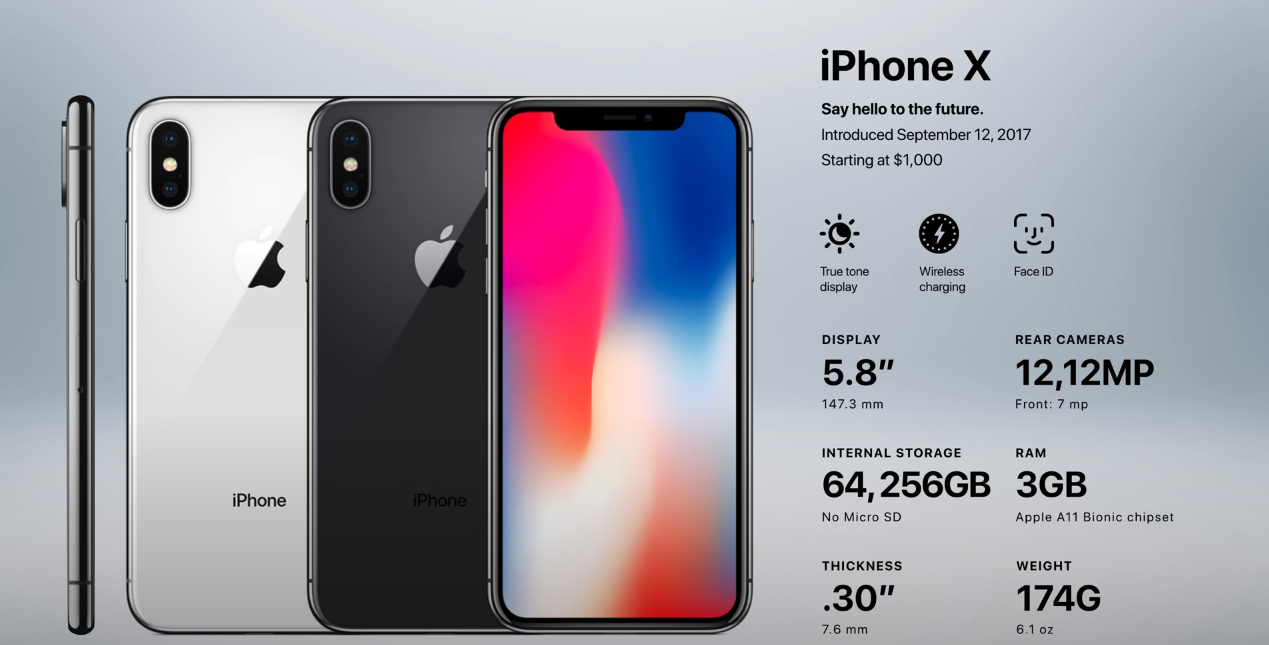 iPhone X
Say hello to the future.
Introduced September 12, 2017
Starting at $1,000
True tone
display
Wireless
charging
Face ID
DISPLAY
5.8″
147.3 mm
REAR CAMERAS
12,12MP
Front: 7 mp
INTERNAL STORAGE
64,256GB
No Micro SD
RAM
3GB
Apple A11 Bionic chipset
THICKNESS
.30″
7.6 mm
WEIGHT
174G
6.1 oz
iPhone
iPhone